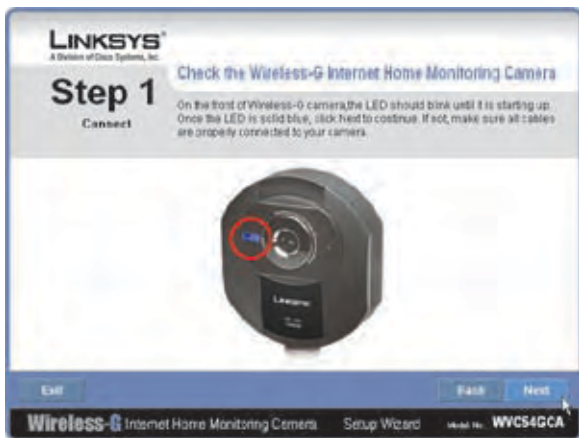 LINKSYS®
A Division of Cisco Systems, Inc.
Step 1
Connect
Check the Wireless-G Internet Home Monitoring Camera
On the front of Wireless-G camera,the LED should blink until it is starting up.
Once the LED is solid blue, click Next to continue. If not, make sure all cables
are properly connected to your camera.
LINKSYS
Exit
Back
Next
Wireless-G Internet Home Monitoring Camera
Setup Wizard
Model No. WVC54GCA